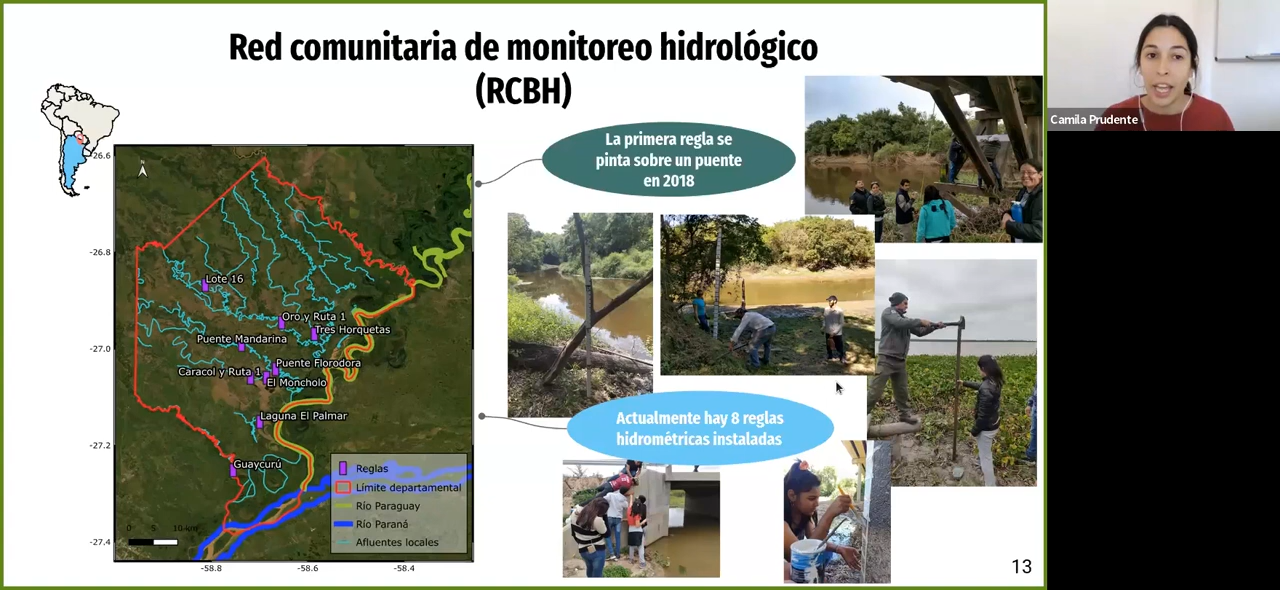 Red comunitaria de monitoreo hidrológico
(RCBH)
Camila Prudente
La primera regla se
pinta sobre un puente
en 2018
N
-26.6
-26.8
-27.0
-27.2
-27.4
Lote 16
Oro y Ruta 1
Tres Horquetas
Puente Mandarina
Puente Florodora
Caracol y Ruta 1
El Moncholo
Laguna El Palmar
Guaycurú
Reglas
Límite departamental
Río Paraguay
Río Paraná
Afluentes locales
0 5 10 km
-58.8 -58.6 -58.4
Actualmente hay 8 reglas
hidrométricas instaladas
13